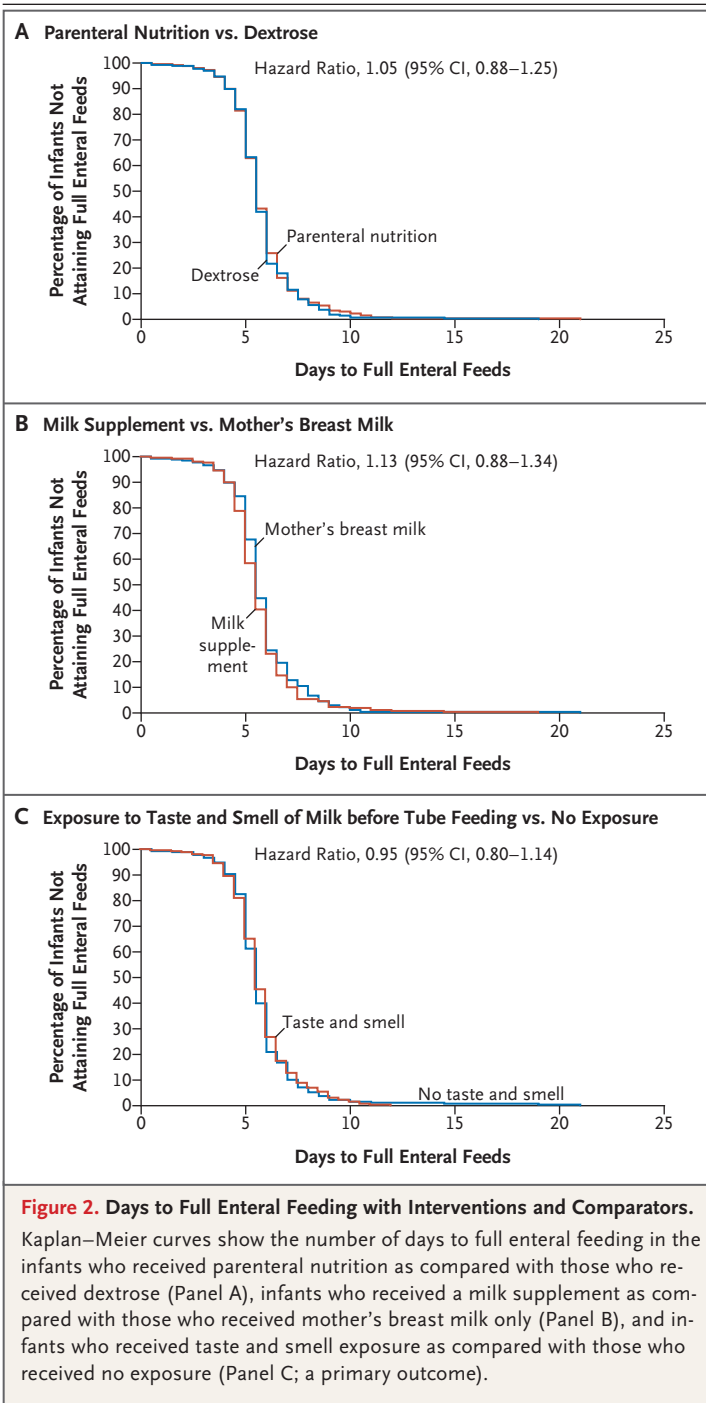 A Parenteral Nutrition vs. Dextrose
Hazard Ratio, 1.05 (95% CI, 0.88–1.25)
Percentage of Infants Not
Attaining Full Enteral Feeds
100
90
80
70
60
50
40
30
20
10
0
Parenteral nutrition
Dextrose
0 5 10 15 20 25
Days to Full Enteral Feeds
B Milk Supplement vs. Mother’s Breast Milk
Hazard Ratio, 1.13 (95% CI, 0.88–1.34)
Percentage of Infants Not
Attaining Full Enteral Feeds
100
90
80
70
60
50
40
30
20
10
0
Mother’s breast milk
Milk
supple-
ment
0 5 10 15 20 25
Days to Full Enteral Feeds
C Exposure to Taste and Smell of Milk before Tube Feeding vs. No Exposure
Hazard Ratio, 0.95 (95% CI, 0.80–1.14)
Percentage of Infants Not
Attaining Full Enteral Feeds
100
90
80
70
60
50
40
30
20
10
0
Taste and smell
No taste and smell
0 5 10 15 20 25
Days to Full Enteral Feeds
Figure 2. Days to Full Enteral Feeding with Interventions and Comparators.
Kaplan–Meier curves show the number of days to full enteral feeding in the
infants who received parenteral nutrition as compared with those who re-
ceived dextrose (Panel A), infants who received a milk supplement as com-
pared with those who received mother’s breast milk only (Panel B), and in-
fants who received taste and smell exposure as compared with those who
received no exposure (Panel C; a primary outcome).